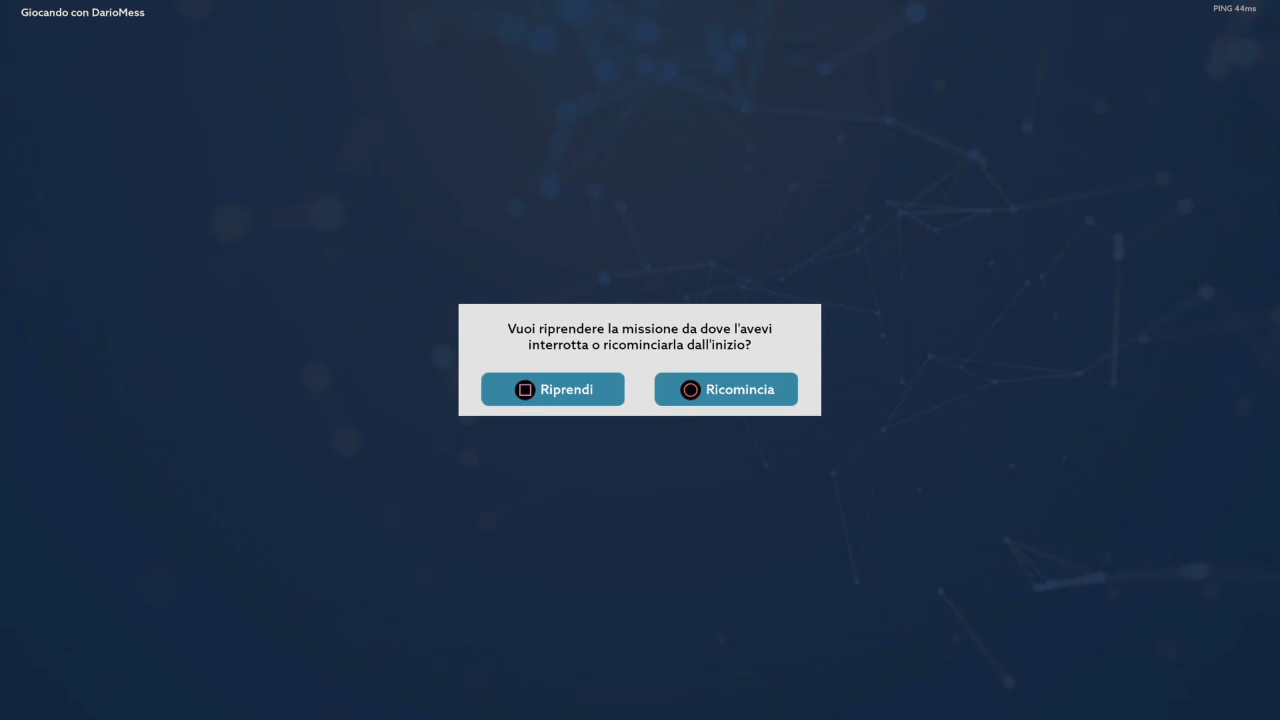 Giocando con DarioMess
PING 44ms
Vuoi riprendere la missione da dove l'avevi
interrotta o ricominciarla dall'inizio?
Riprendi
Ricomincia